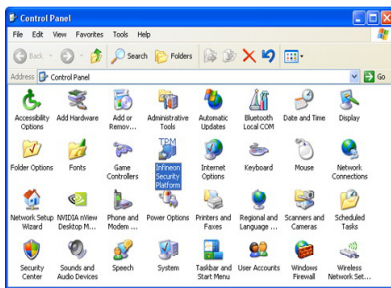 Control Panel
File Edit View Favorites Tools Help
Back Search Folders
Address Control Panel Go
Accessibility Options
Add Hardware
Add or Remov...
Administrative Tools
Automatic Updates
Bluetooth Local COM
Date and Time
Display
Folder Options
Fonts
Game Controllers
TPM
Infineon Security Platform
Internet Options
Keyboard
Mouse
Network Connections
Network Setup Wizard
NVIDIA nView Desktop M...
Phone and Modem ...
Power Options
Printers and Faxes
Regional and Language ...
Scanners and Cameras
Scheduled Tasks
Security Center
Sounds and Audio Devices
Speech
System
Taskbar and Start Menu
User Accounts
Windows Firewall
Wireless Network Set...